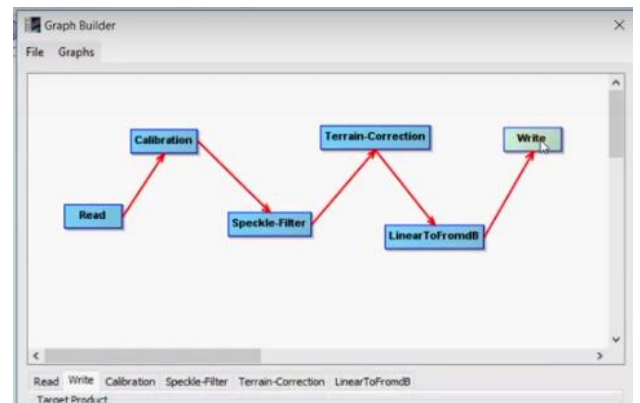 Graph Builder
File Graphs
Calibration
Terrain-Correction
Write
Read
Speckle-Filter
LinearToFromdB
Read Write Calibration Speckle-Filter Terrain-Correction LinearToFromdB
Target Product